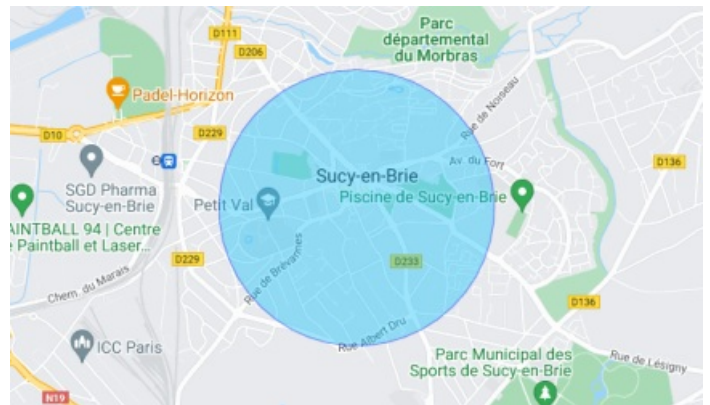 Parc
départemental
du Morbras
D111
D206
Padel-Horizon
Rue de Noiseau
D10
D229
SGD Pharma
Sucy-en-Brie
Sucy-en-Brie
Av. du Fort
D136
Petit Val
Piscine de Sucy-en-Brie
AINTBALL 94 | Centre
e Paintball et Laser...
D229
Rue de Brévannes
D233
Chem. du Marais
D136
ICC Paris
Rue Albert Dru
Parc Municipal des
Sports de Sucy-en-Brie
Rue de Lésigny
N19